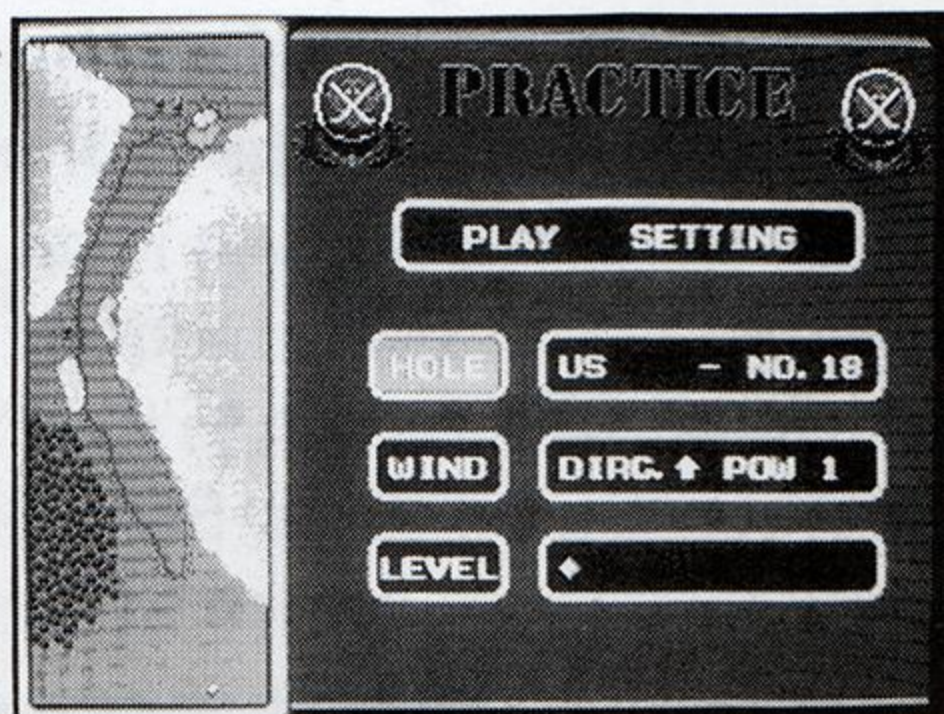 PRACTICE
PLAY SETTING
HOLE US - NO. 18
WIND DIRC. ↑ POW 1
LEVEL ◆